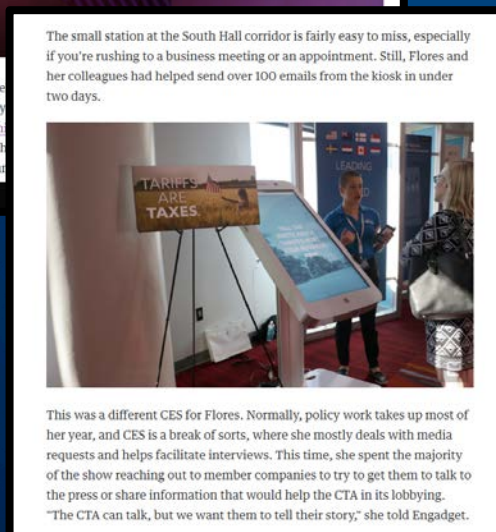 The small station at the South Hall corridor is fairly easy to miss, especially
if you're rushing to a business meeting or an appointment. Still, Flores and
her colleagues had helped send over 100 emails from the kiosk in under
two days.
TARIFFS
ARE
TAXES.
LEADING
This was a different CES for Flores. Normally, policy work takes up most of
her year, and CES is a break of sorts, where she mostly deals with media
requests and helps facilitate interviews. This time, she spent the majority
of the show reaching out to member companies to try to get them to talk to
the press or share information that would help the CTA in its lobbying.
"The CTA can talk, but we want them to tell their story," she told Engadget.